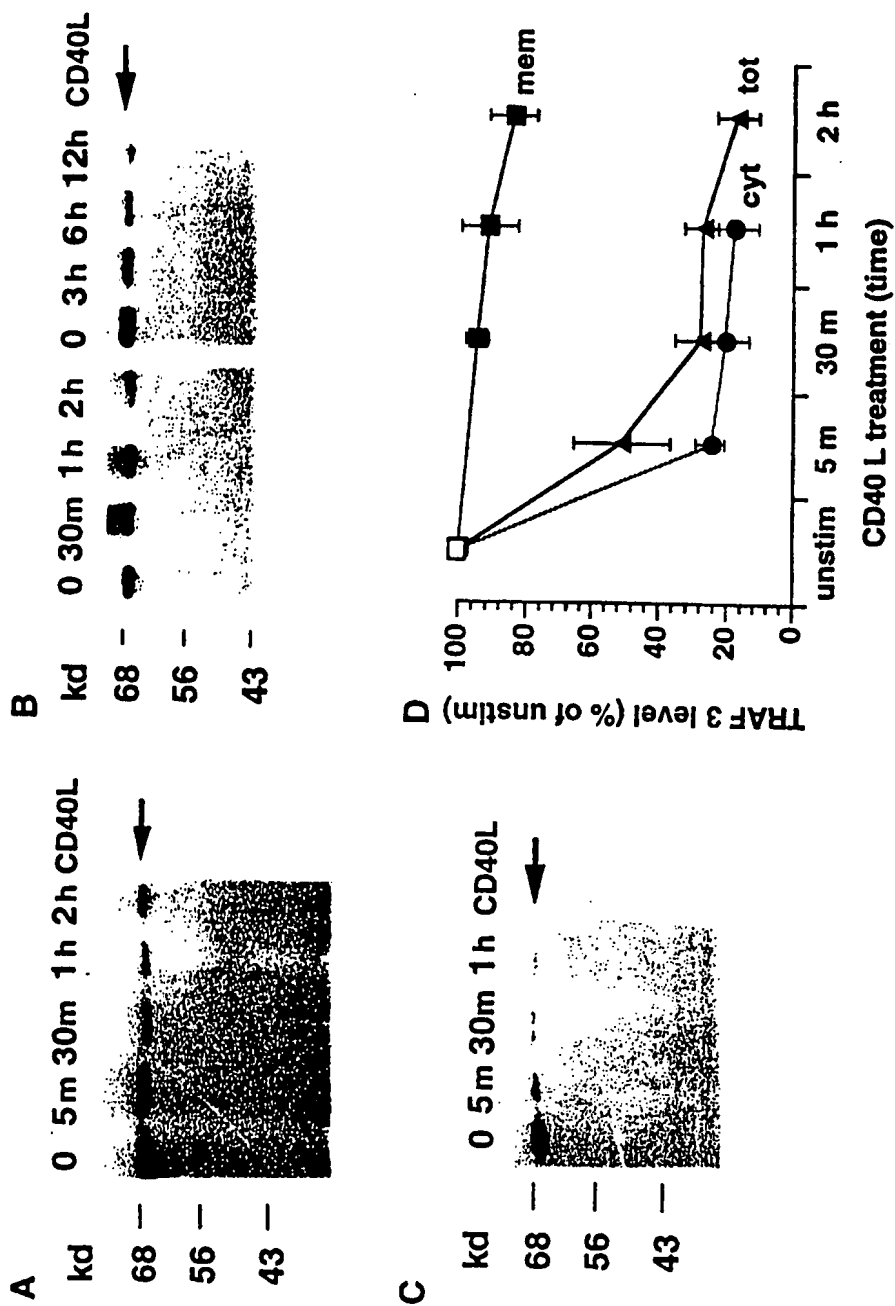 A
kd 0 5m 30m 1h 2h CD40L
68
56
43
B
kd 0 30m 1h 2h 0 3h 6h 12h CD40L
68
56
43
C
kd 0 5m 30m 1h CD40L
68
56
43
D
TRAF 3 level (% of unstim)
100
80
60
40
20
0
mem
cyt
tot
unstim 5 m 30 m 1 h 2 h
CD40 L treatment (time)